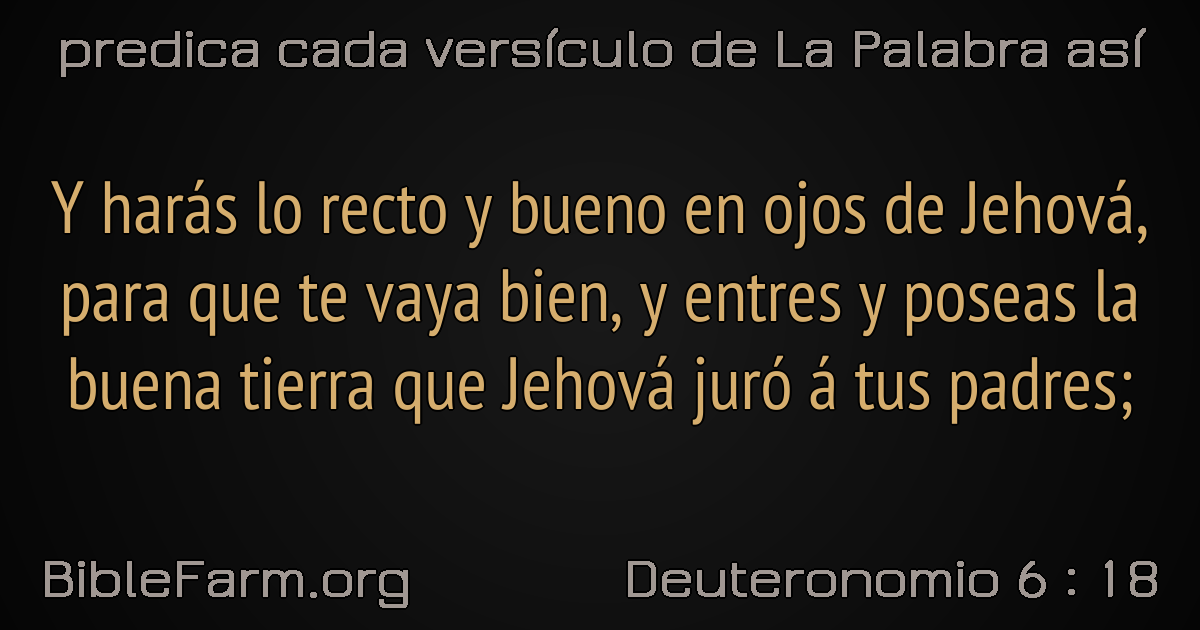 predica cada versículo de La Palabra así
Y harás lo recto y bueno en ojos de Jehová,
para que te vaya bien, y entres y poseas la
buena tierra que Jehová juró á tus padres;
BibleFarm.org
Deuteronomio 6 : 18